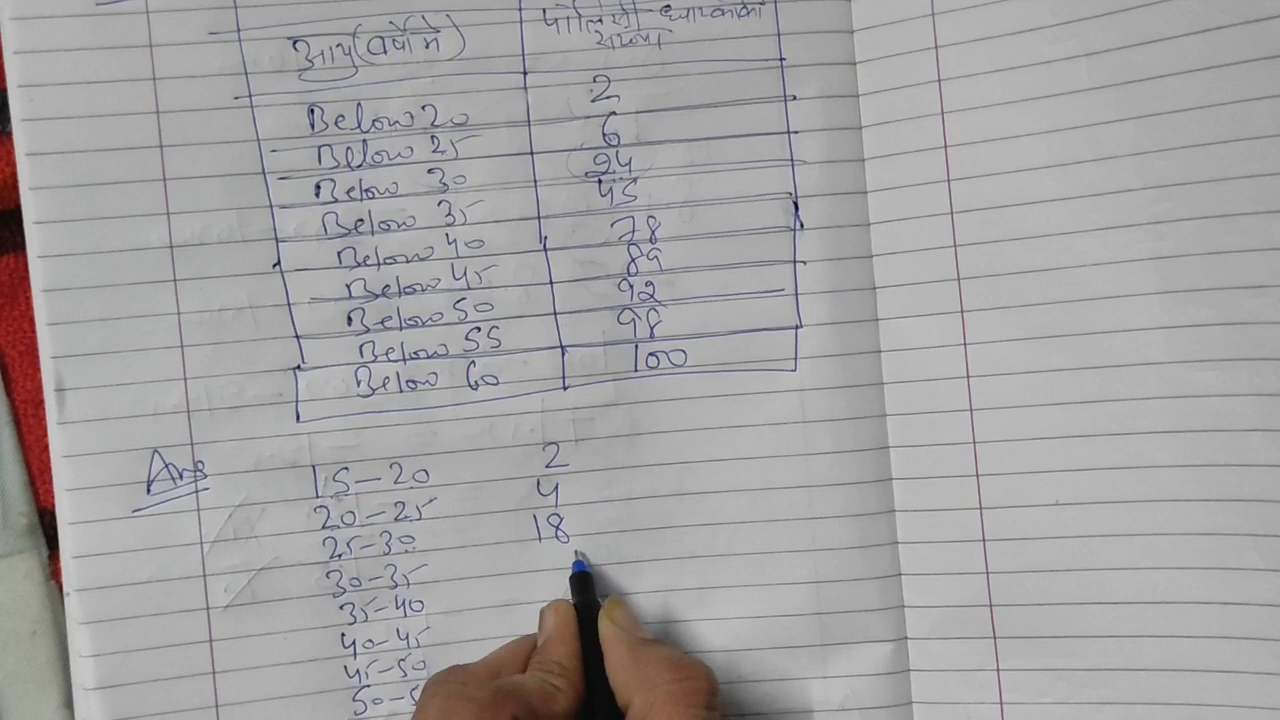 आयु (वर्षो मे) पोलिसी धारकोकी
संख्या
Below 20 2
Below 25 6
Below 30 24
Below 35 45
Below 40 78
Below 45 89
Below 50 92
Below 55 98
Below 60 100
Ans 15-20 2
20-25 4
25-30 18
30-35
35-40
40-45
45-50
50-5